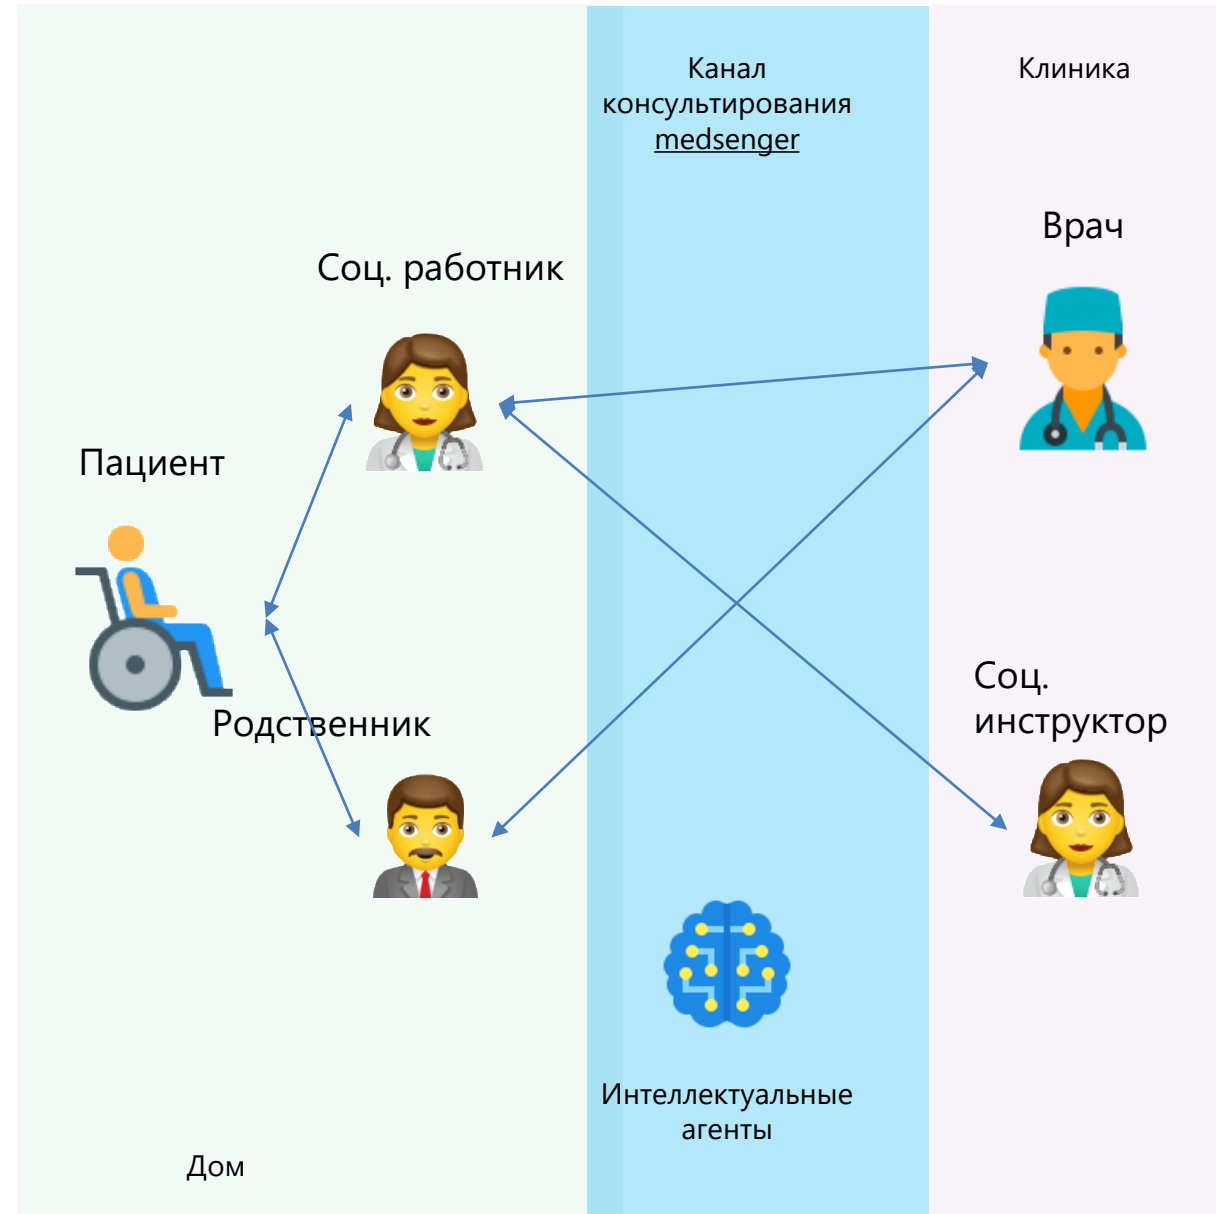 Канал
консультирования
medsenger
Клиника
Врач
Соц. работник
Пациент
Соц.
инструктор
Родственник
Интеллектуальные
агенты
Дом